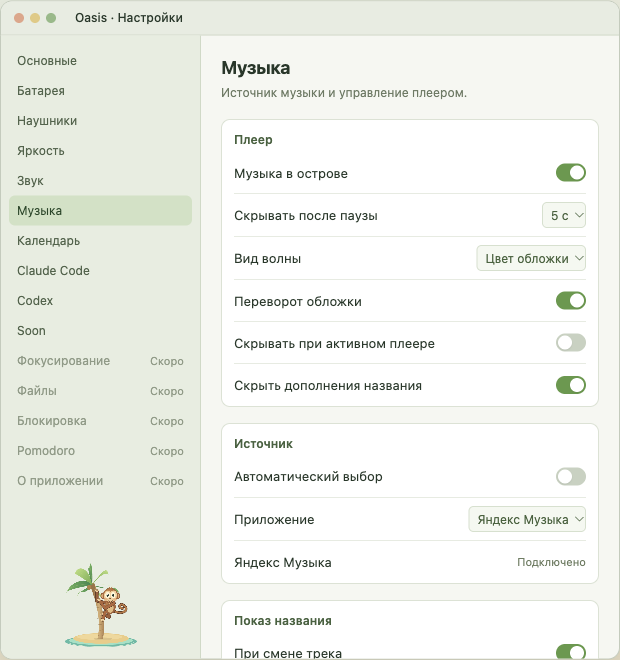 Oasis · Настройки
Основные
Батарея
Наушники
Яркость
Звук
Музыка
Календарь
Claude Code
Codex
Soon
Фокусирование Скоро
Файлы Скоро
Блокировка Скоро
Pomodoro Скоро
О приложении Скоро
Музыка
Источник музыки и управление плеером.
Плеер
Музыка в острове
Скрывать после паузы 5 с
Вид волны Цвет обложки
Переворот обложки
Скрывать при активном плеере
Скрыть дополнения названия
Источник
Автоматический выбор
Приложение Яндекс Музыка
Яндекс Музыка Подключено
Показ названия
При смене трека